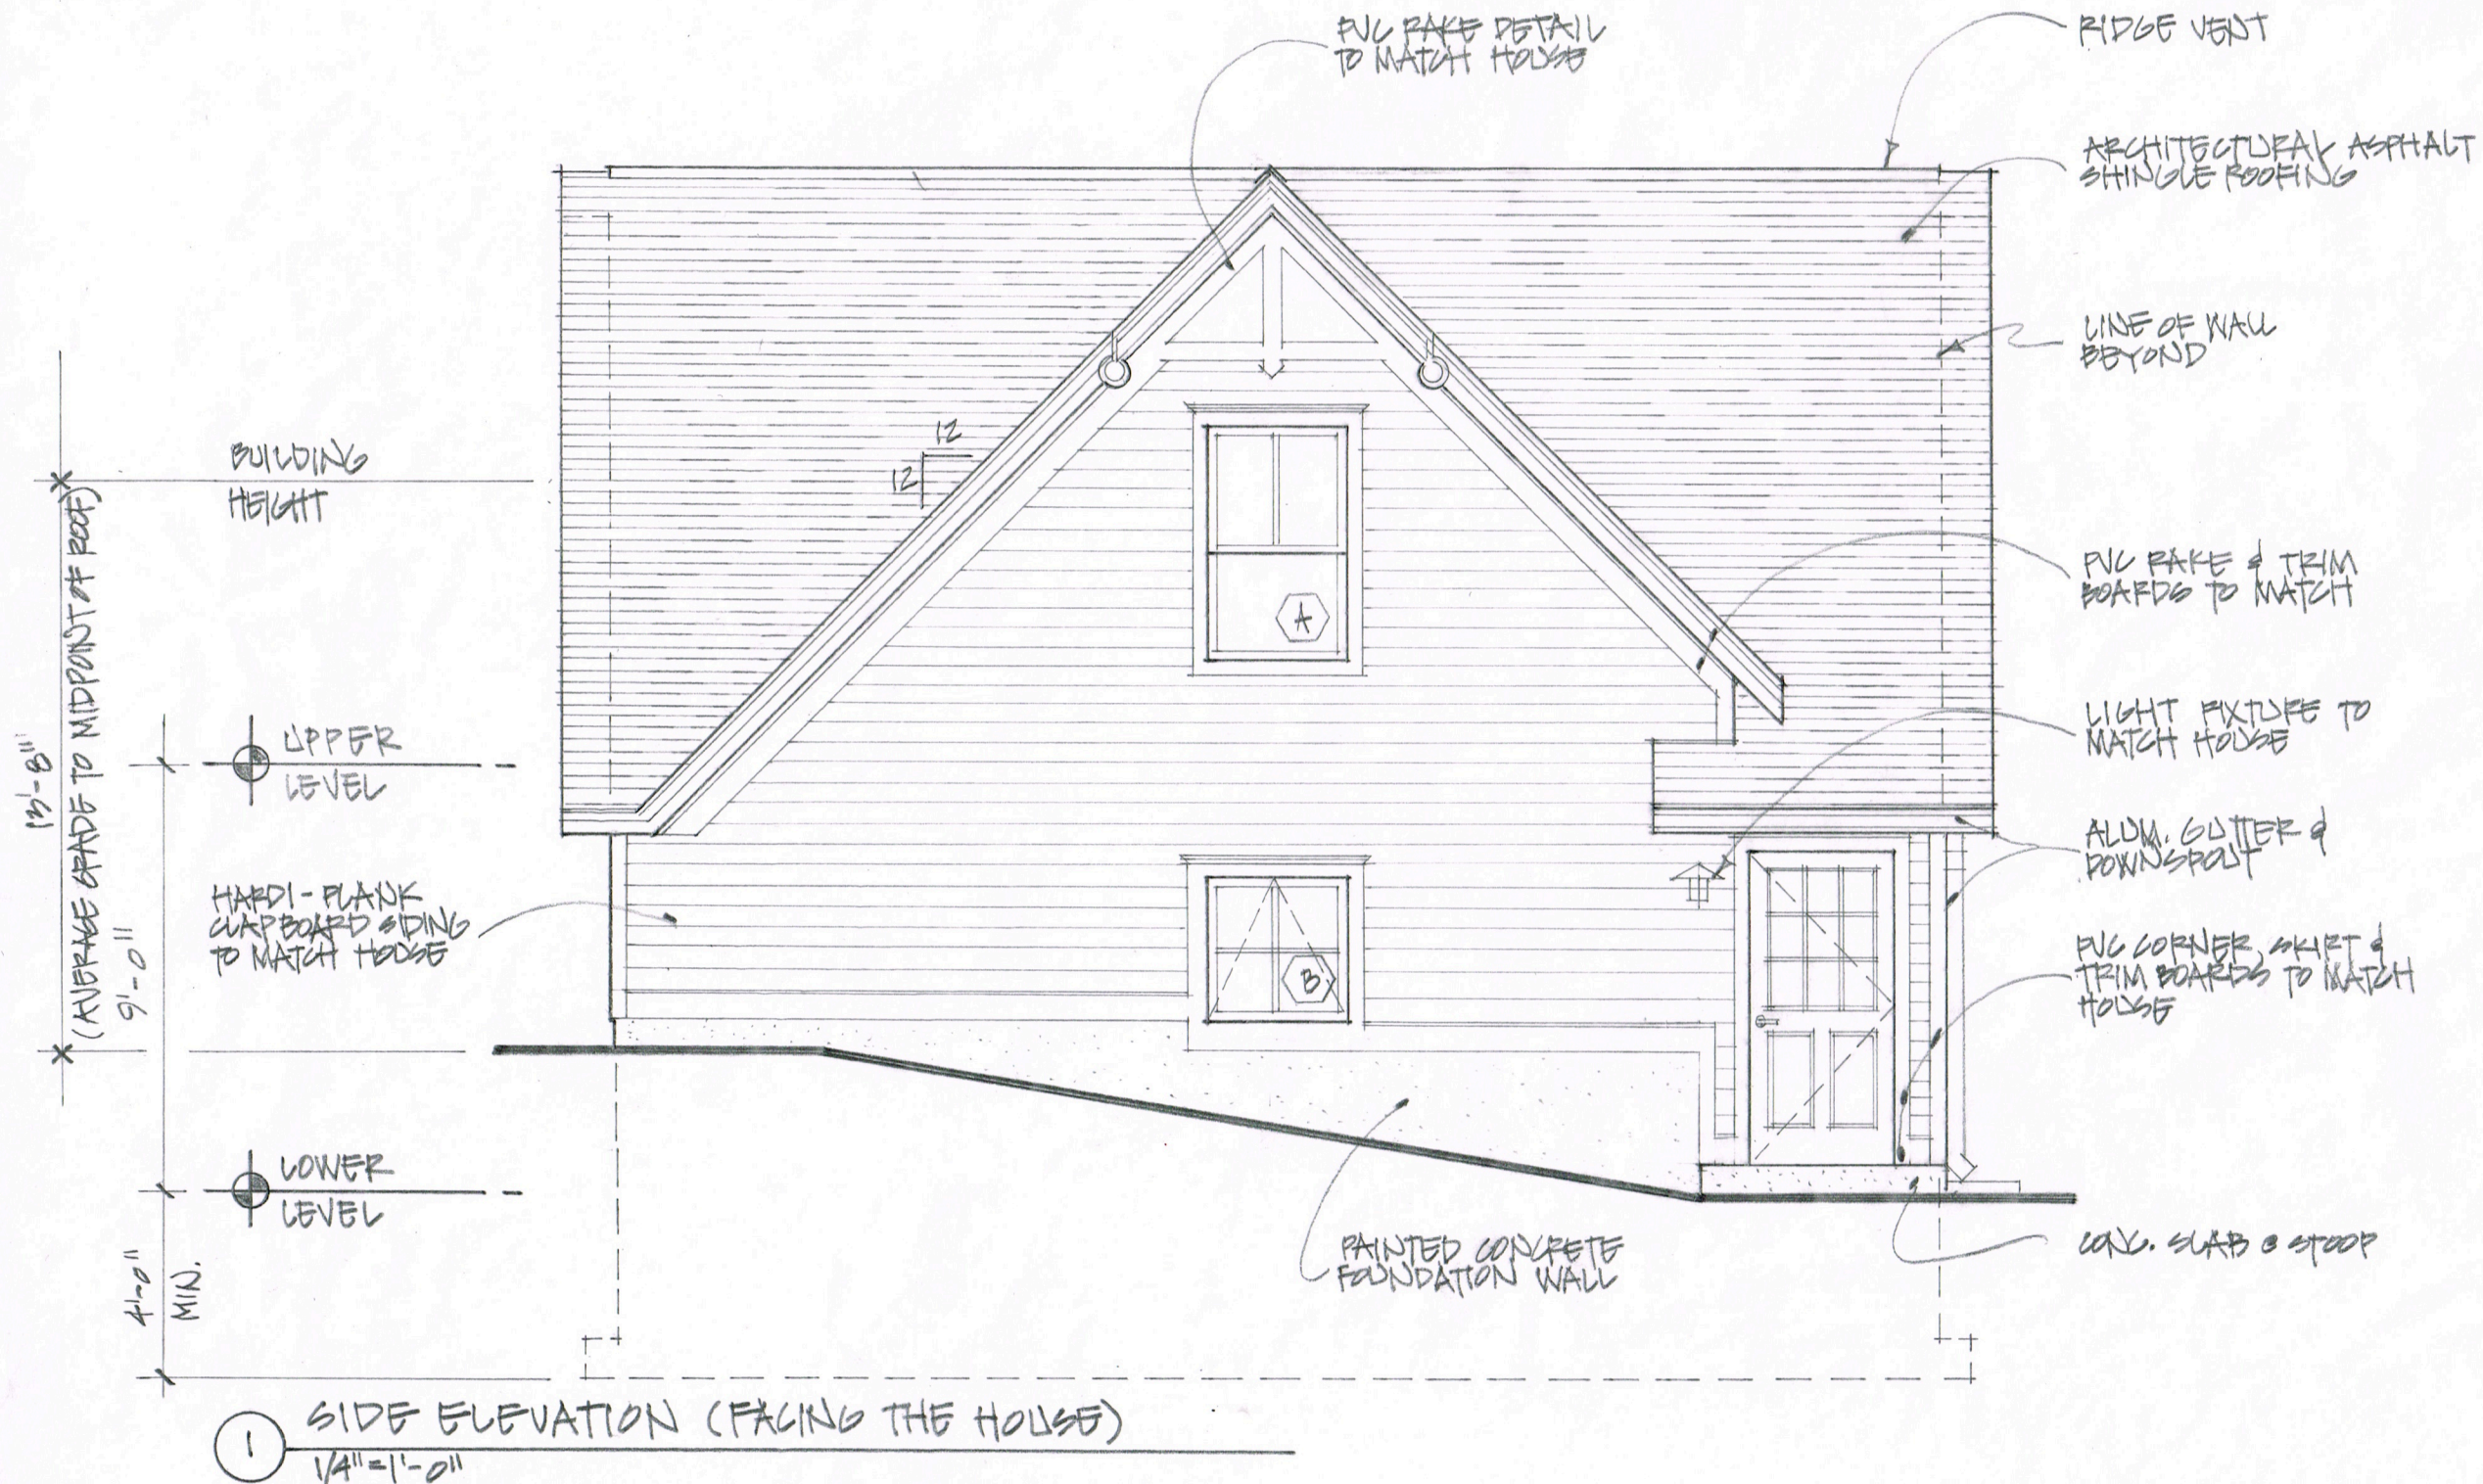 PVC RAKE DETAIL
TO MATCH HOUSE
RIDGE VENT
ARCHITECTURAL ASPHALT
SHINGLE ROOFING
LINE OF WALL
BEYOND
12
12
BUILDING
HEIGHT
PVC RAKE & TRIM
BOARDS TO MATCH
A
LIGHT FIXTURE TO
MATCH HOUSE
UPPER
LEVEL
13'-8"
(AVERAGE GRADE TO MIDPOINT OF ROOF)
9'-0"
ALUM. GUTTER &
DOWNSPOUT
HARDI-PLANK
CLAPBOARD SIDING
TO MATCH HOUSE
B
PVC CORNER, SKIRT &
TRIM BOARDS TO MATCH
HOUSE
LOWER
LEVEL
4'-0"
MIN.
PAINTED CONCRETE
FOUNDATION WALL
CONC. SLAB @ STOOP
1
SIDE ELEVATION (FACING THE HOUSE)
1/4"=1'-0"